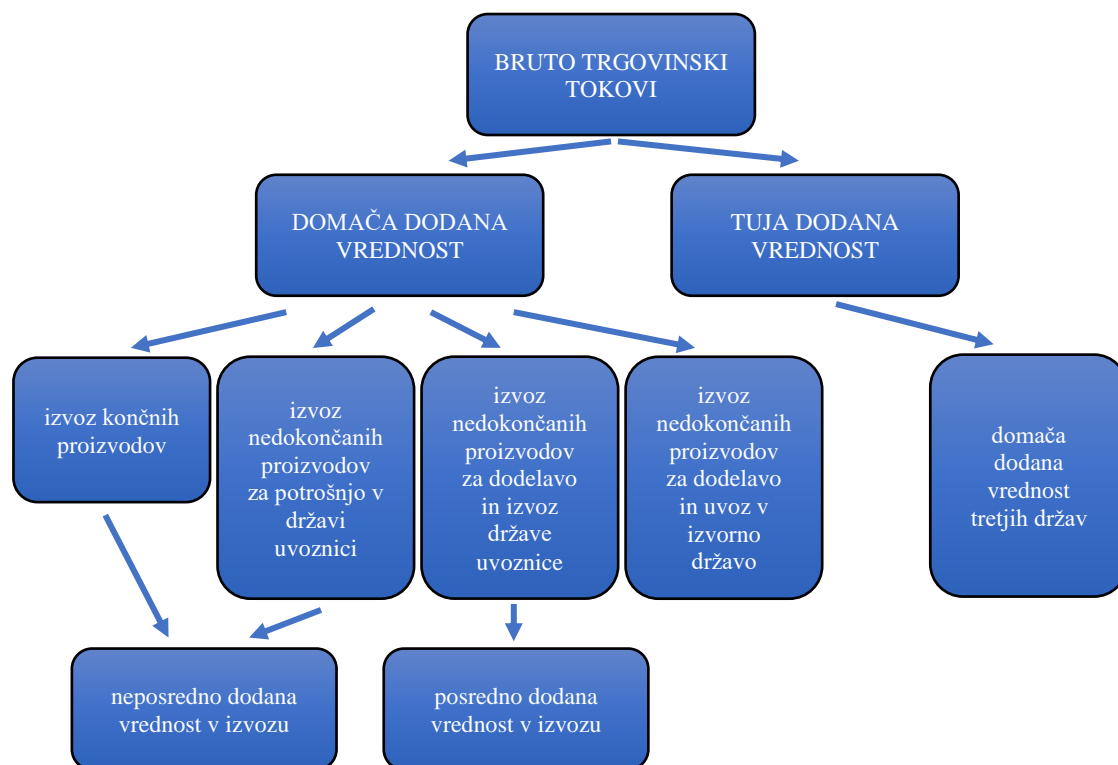 BRUTO TRGOVINSKI
TOKOVI
DOMAČA DODANA
VREDNOST
TUJA DODANA
VREDNOST
izvoz končnih
proizvodov
izvoz
nedokončanih
proizvodov
za potrošnjo v
državi
uvoznici
izvoz
nedokončanih
proizvodov
za dodelavo
in izvoz
države
uvoznice
izvoz
nedokončanih
proizvodov
za dodelavo
in uvoz v
izvorno
državo
domača
dodana
vrednost
tretjih držav
neposredno dodana
vrednost v izvozu
posredno dodana
vrednost v izvozu